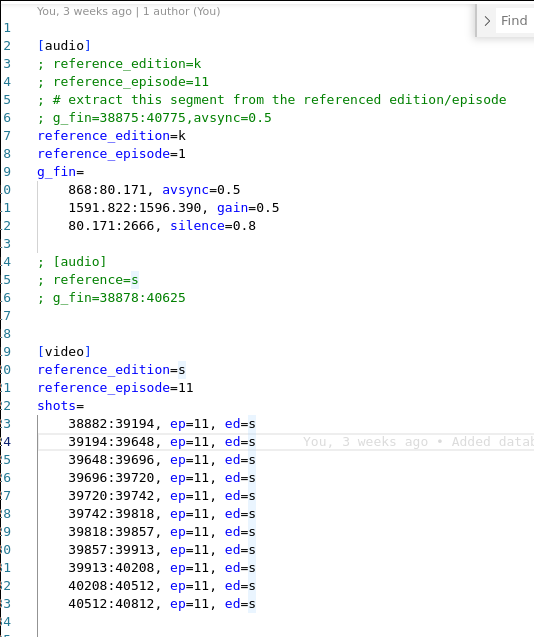 You, 3 weeks ago | 1 author (You)
Find
1
2 [audio]
3 ; reference_edition=k
4 ; reference_episode=11
5 ; # extract this segment from the referenced edition/episode
6 ; g_fin=38875:40775,avsync=0.5
7 reference_edition=k
8 reference_episode=1
9 g_fin=
0 868:80.171, avsync=0.5
1 1591.822:1596.390, gain=0.5
2 80.171:2666, silence=0.8
3
4 ; [audio]
5 ; reference=s
6 ; g_fin=38878:40625
7
8
9 [video]
0 reference_edition=s
1 reference_episode=11
2 shots=
3 38882:39194, ep=11, ed=s
4 39194:39648, ep=11, ed=s You, 3 weeks ago • Added datab
5 39648:39696, ep=11, ed=s
6 39696:39720, ep=11, ed=s
7 39720:39742, ep=11, ed=s
8 39742:39818, ep=11, ed=s
9 39818:39857, ep=11, ed=s
0 39857:39913, ep=11, ed=s
1 39913:40208, ep=11, ed=s
2 40208:40512, ep=11, ed=s
3 40512:40812, ep=11, ed=s
4